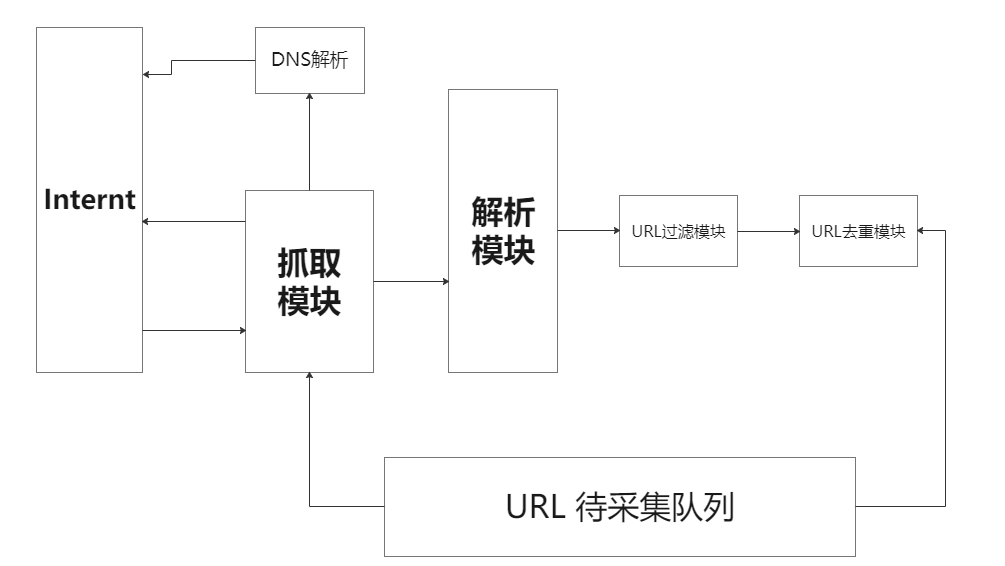 DNS解析
Internt
抓取
模块
解析
模块
URL过滤模块
URL去重模块
URL 待采集队列